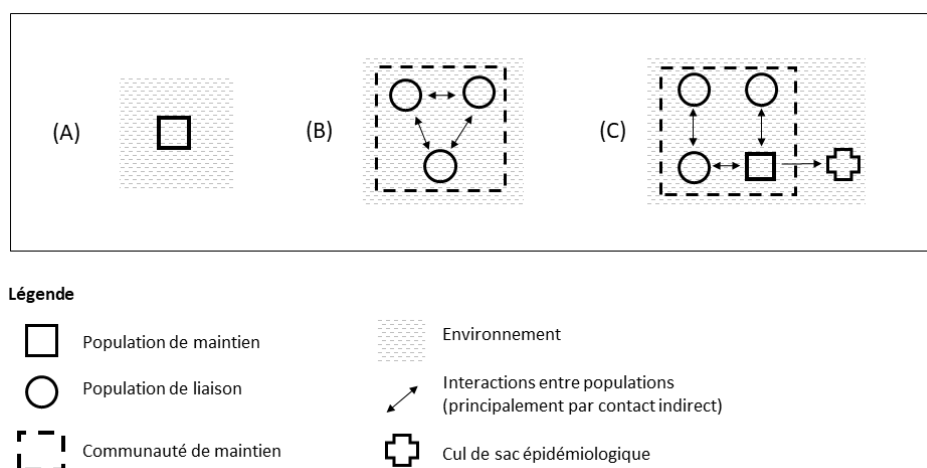 (A)
(B)
(C)
Légende
Population de maintien
Population de liaison
Communauté de maintien
Environnement
Interactions entre populations
(principalement par contact indirect)
Cul de sac épidémiologique